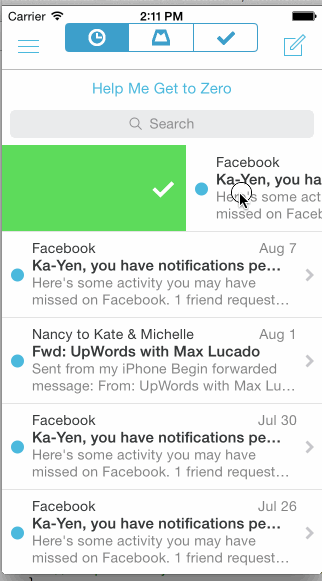 Carrier 2:11 PM
Help Me Get to Zero
Search
Facebook
Ka-Yen, you ha
Here's some act
missed on Faceb
Facebook Aug 7
Ka-Yen, you have notifications pe...
Here's some activity you may have
missed on Facebook. 1 friend request...
Nancy to Kate & Michelle Aug 1
Fwd: UpWords with Max Lucado
Sent from my iPhone Begin forwarded
message: From: UpWords with Max Lu...
Facebook Jul 30
Ka-Yen, you have notifications pe...
Here's some activity you may have
missed on Facebook. 1 friend request...
Facebook Jul 26
Ka-Yen, you have notifications pe...
Here's some activity you may have
missed on Facebook. 1 friend request...